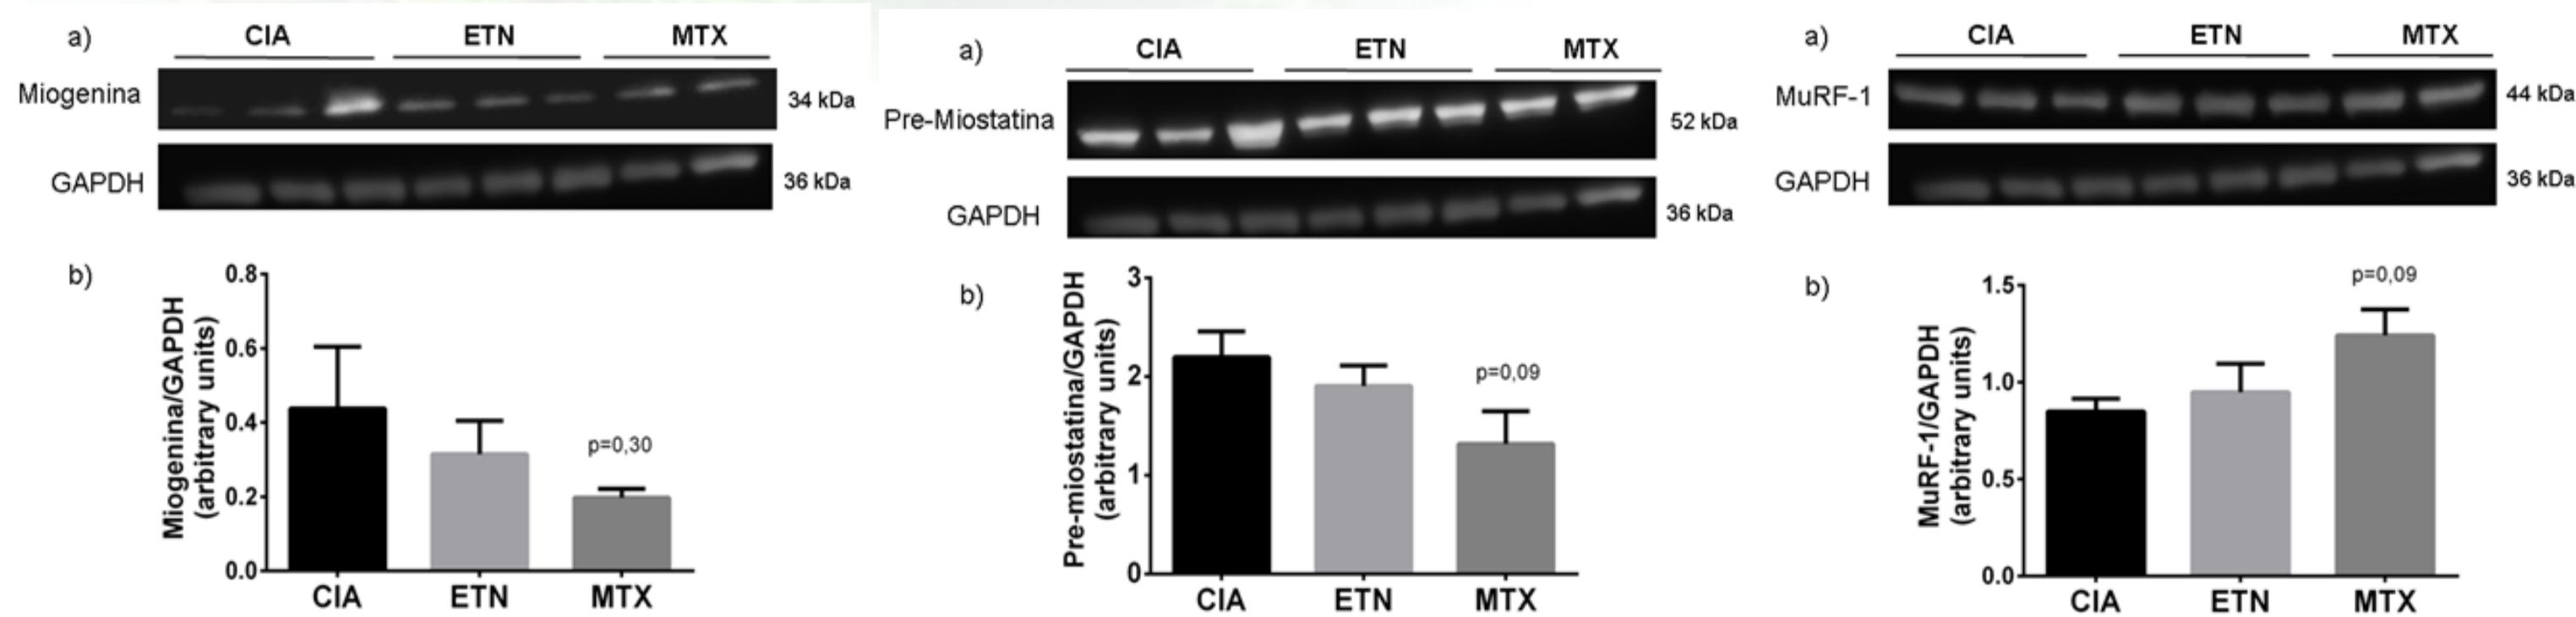 a)
CIA ETN MTX
Miogenina
34 kDa
GAPDH
36 kDa
b)
Miogenina/GAPDH
(arbitrary units)
0.8
0.6
0.4
0.2
0.0
p=0,30
CIA ETN MTX
a)
CIA ETN MTX
Pre-Miostatina
52 kDa
GAPDH
36 kDa
b)
Pre-miostatina/GAPDH
(arbitrary units)
3
2
1
0
p=0,09
CIA ETN MTX
a)
CIA ETN MTX
MuRF-1
44 kDa
GAPDH
36 kDa
b)
MuRF-1/GAPDH
(arbitrary units)
1.5
1.0
0.5
0.0
p=0,09
CIA ETN MTX